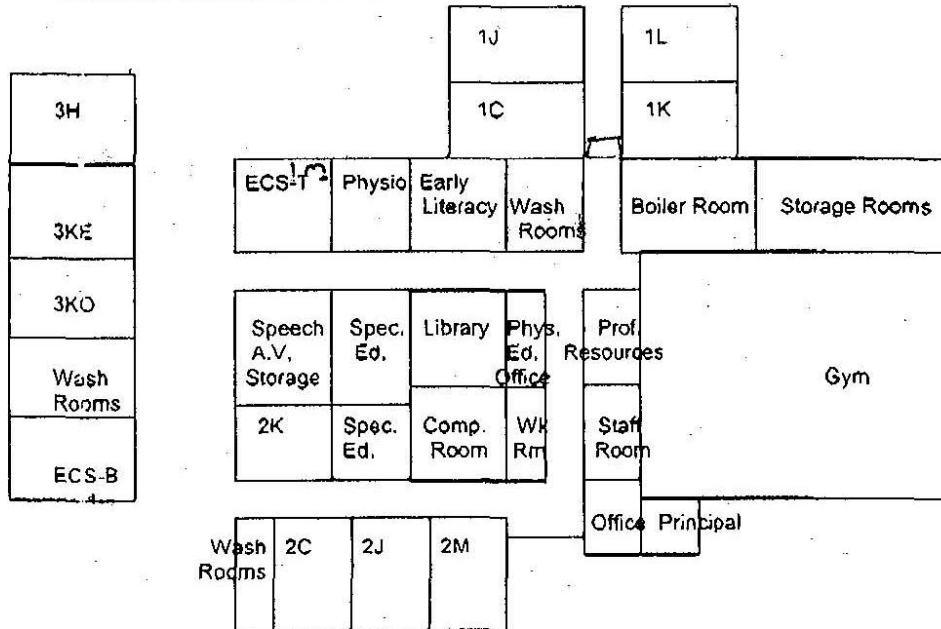 1J
1L
3H
1C
1K
ECS-T
Physio
Early
Literacy
Wash
Rooms
Boiler Room
Storage Rooms
3KE
3KO
Speech
A.V,
Storage
Spec.
Ed.
Library
Phys.
Ed.
Office
Prof.
Resources
Gym
Wash
Rooms
2K
Spec.
Ed.
Comp.
Room
Wk
Rm
Staff
Room
ECS-B
Office
Principal
Wash
Rooms
2C
2J
2M